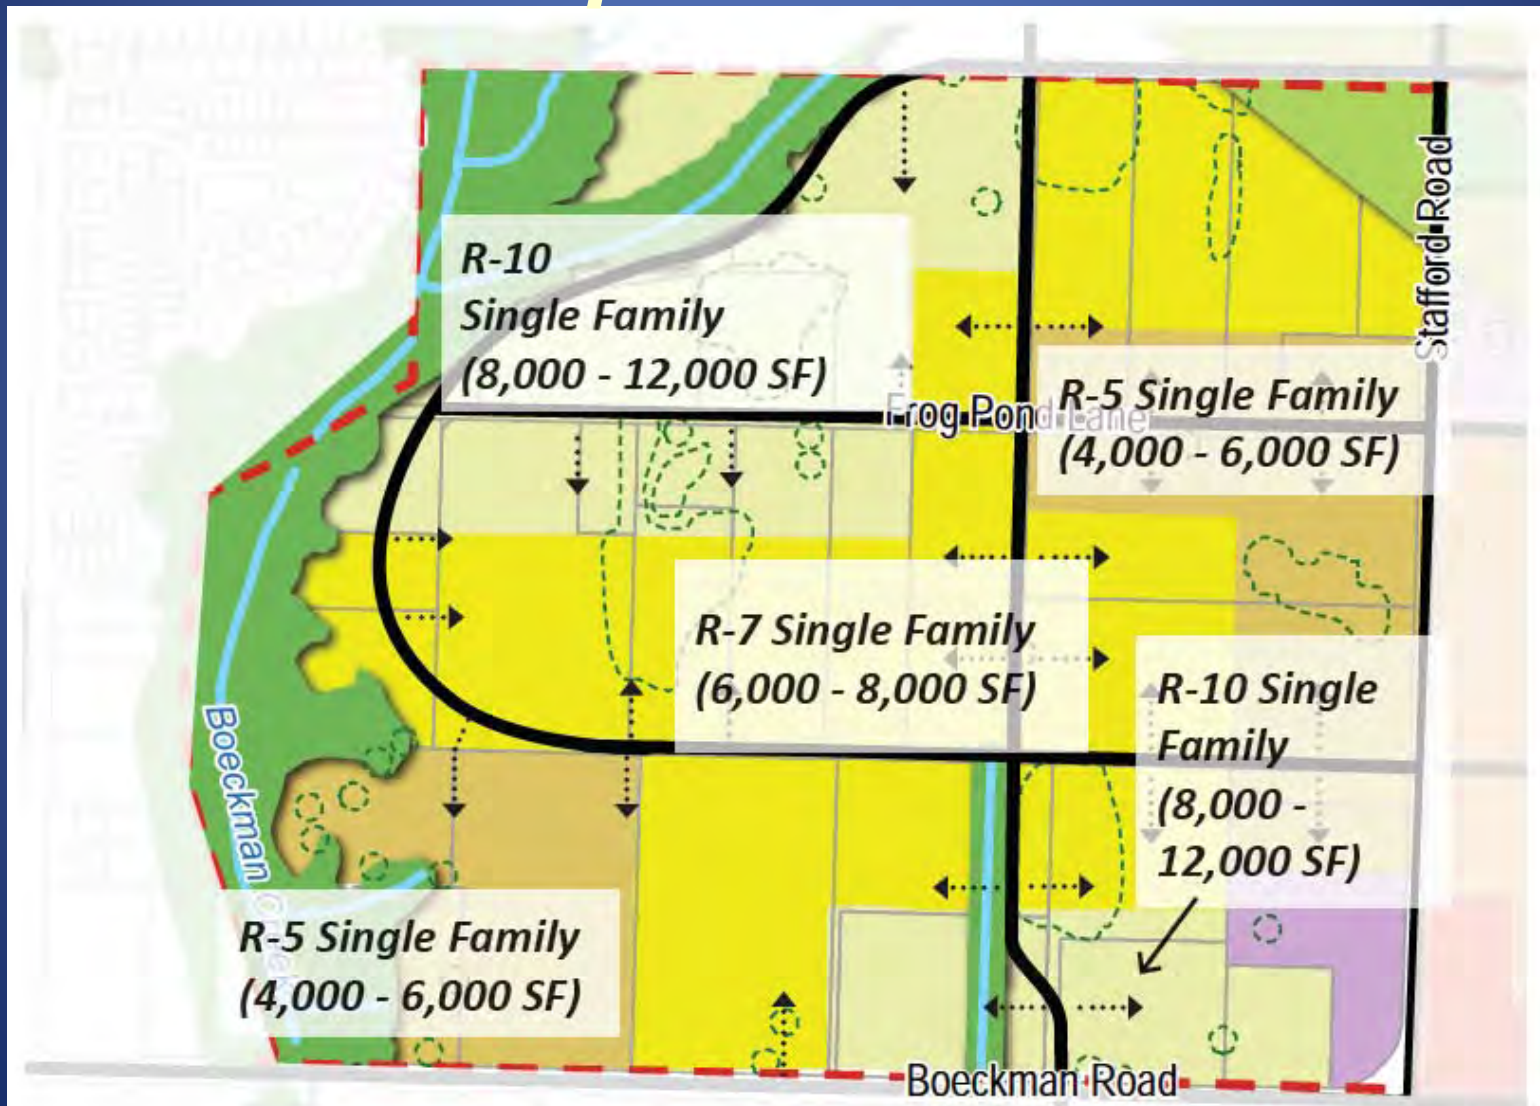 R-10
Single Family
(8,000 - 12,000 SF)
Stafford Road
R-5 Single Family
(4,000 - 6,000 SF)
Frog Pond Lane
R-7 Single Family
(6,000 - 8,000 SF)
R-10 Single
Family
(8,000 -
12,000 SF)
Boeckman
R-5 Single Family
(4,000 - 6,000 SF)
Boeckman Road